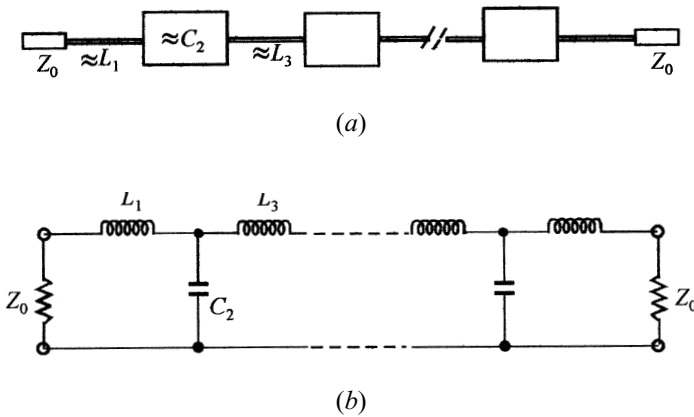 Z₀ ≈L₁ ≈C₂ ≈L₃ Z₀
(a)
L₁ L₃
Z₀ C₂ Z₀
(b)